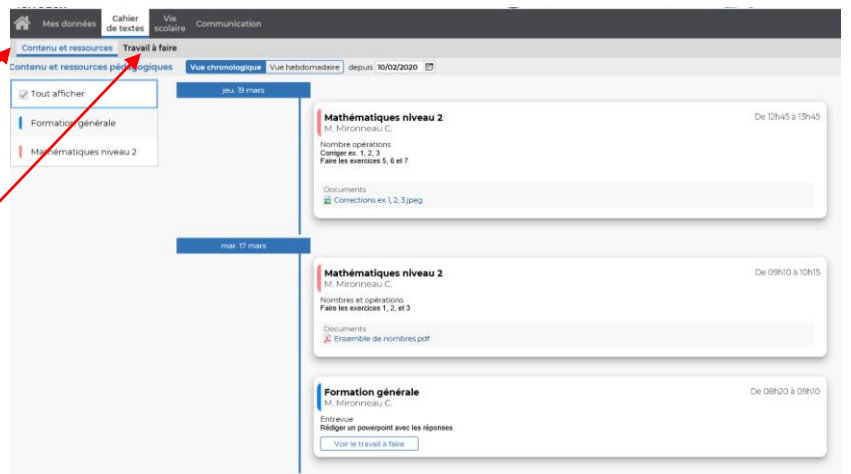 Mes données
Cahier de textes
Vie scolaire
Communication
Contenu et ressources Travail à faire
Contenu et ressources pédagogiques Vue chronologique Vue hebdomadaire depuis 10/02/2020
Tout afficher
Formation générale
Mathématiques niveau 2
jeu. 19 mars
Mathématiques niveau 2 De 12h45 à 13h45
M. Mironneau C.
Nombre opérations
Corriger ex. 1, 2, 3
Faire les exercices 5, 6 et 7
Documents
Corrections ex 1, 2, 3.jpeg
mar. 17 mars
Mathématiques niveau 2 De 09h10 à 10h15
M. Mironneau C.
Nombres et opérations
Faire les exercices 1, 2, et 3
Documents
Ensemble de nombres.pdf
Formation générale De 08h20 à 09h10
M. Mironneau C.
Entrevue
Rédiger un powerpoint avec les réponses.
Voir le travail à faire